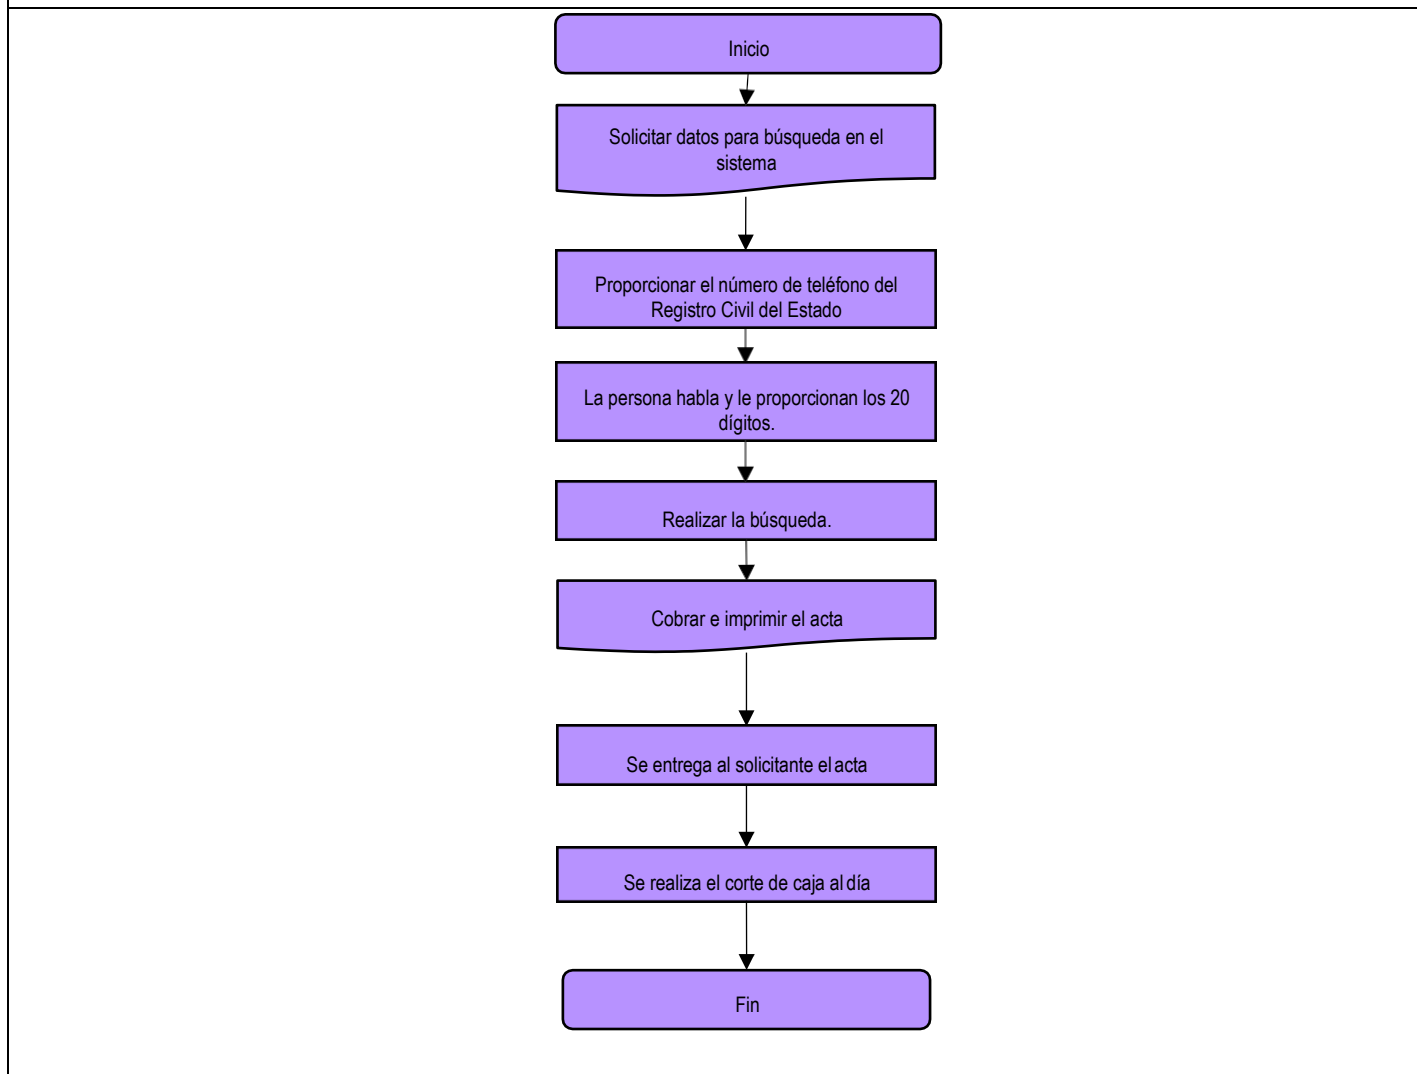 Inicio
Solicitar datos para búsqueda en el
sistema
Proporcionar el número de teléfono del
Registro Civil del Estado
La persona habla y le proporcionan los 20
dígitos.
Realizar la búsqueda.
Cobrar e imprimir el acta
Se entrega al solicitante el acta
Se realiza el corte de caja al día
Fin